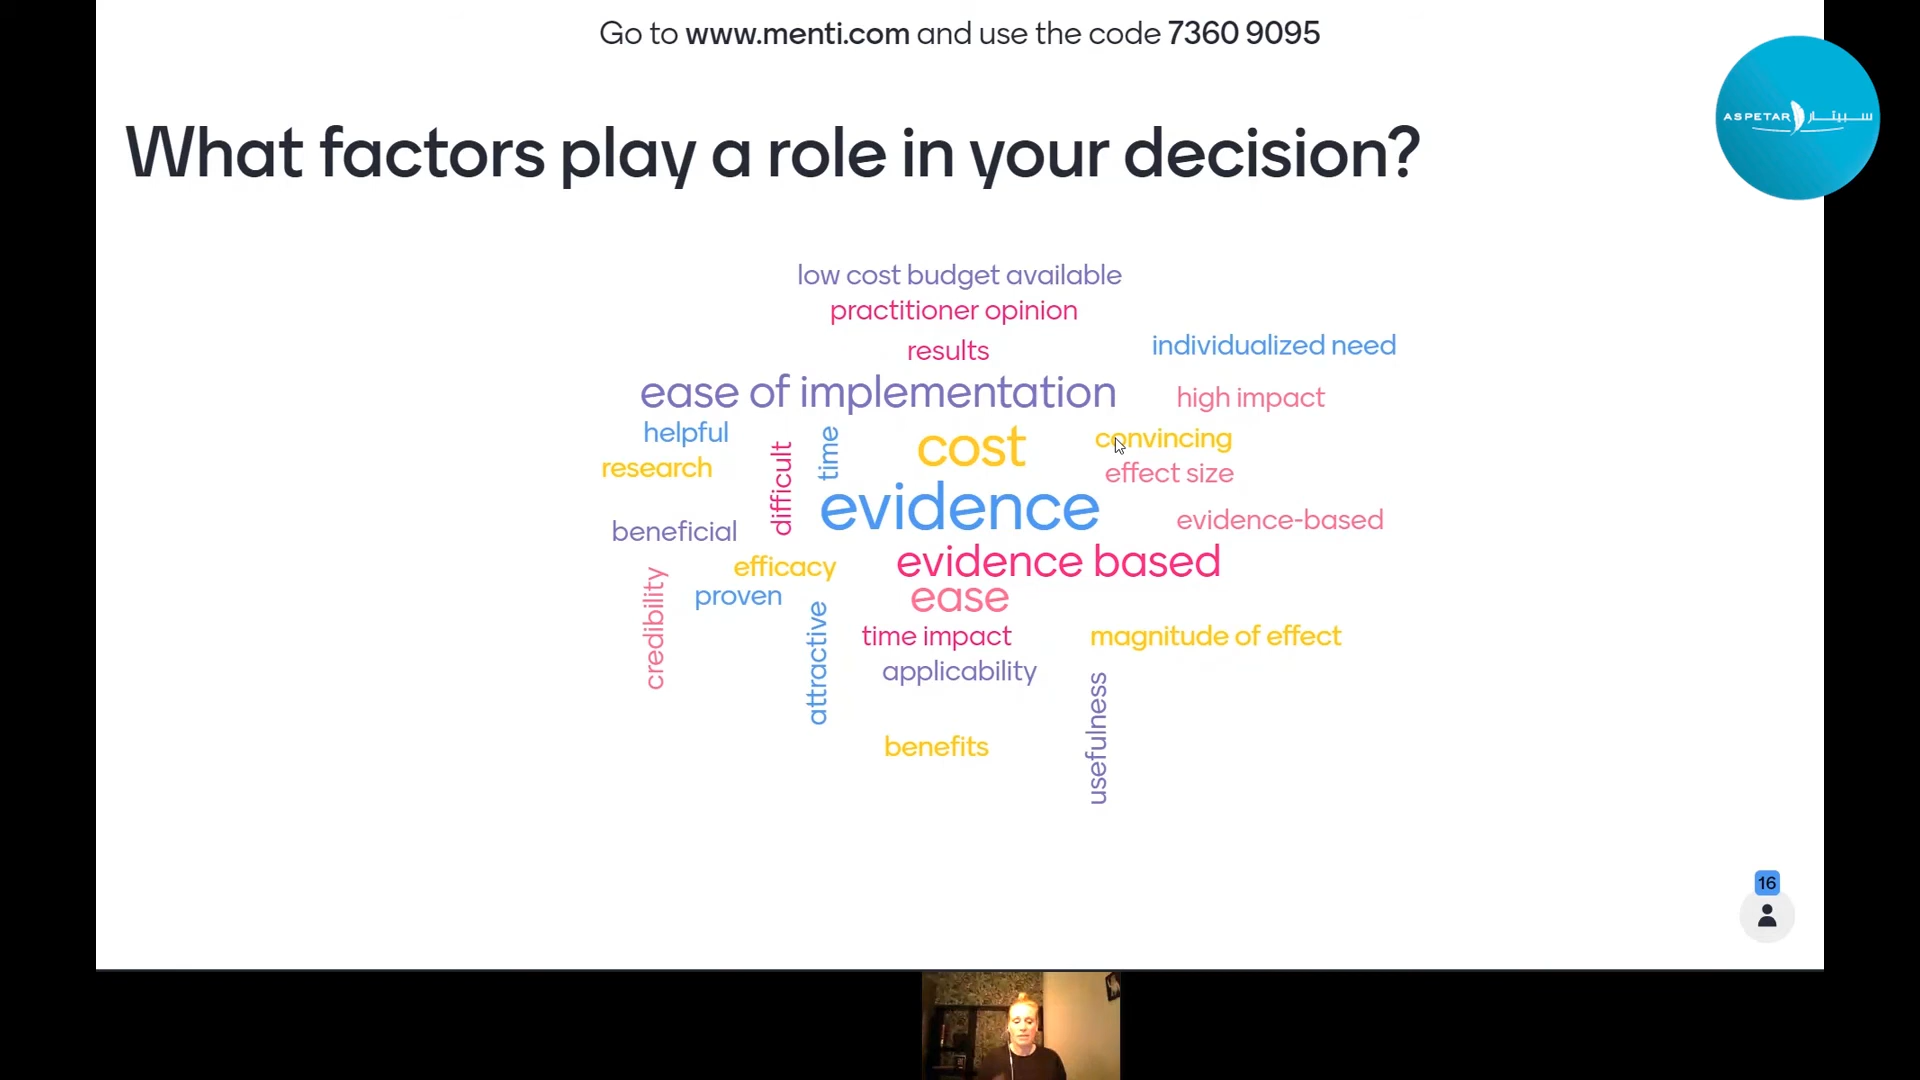 Go to www.menti.com and use the code 7360 9095
ASPETAR سبيتار
What factors play a role in your decision?
low cost budget available
practitioner opinion
individualized need
results
ease of implementation
high impact
helpful
time
cost
convincing
research
difficult
effect size
evidence
evidence-based
beneficial
efficacy
evidence based
proven
ease
credibility
attractive
time impact
magnitude of effect
applicability
usefulness
benefits
16